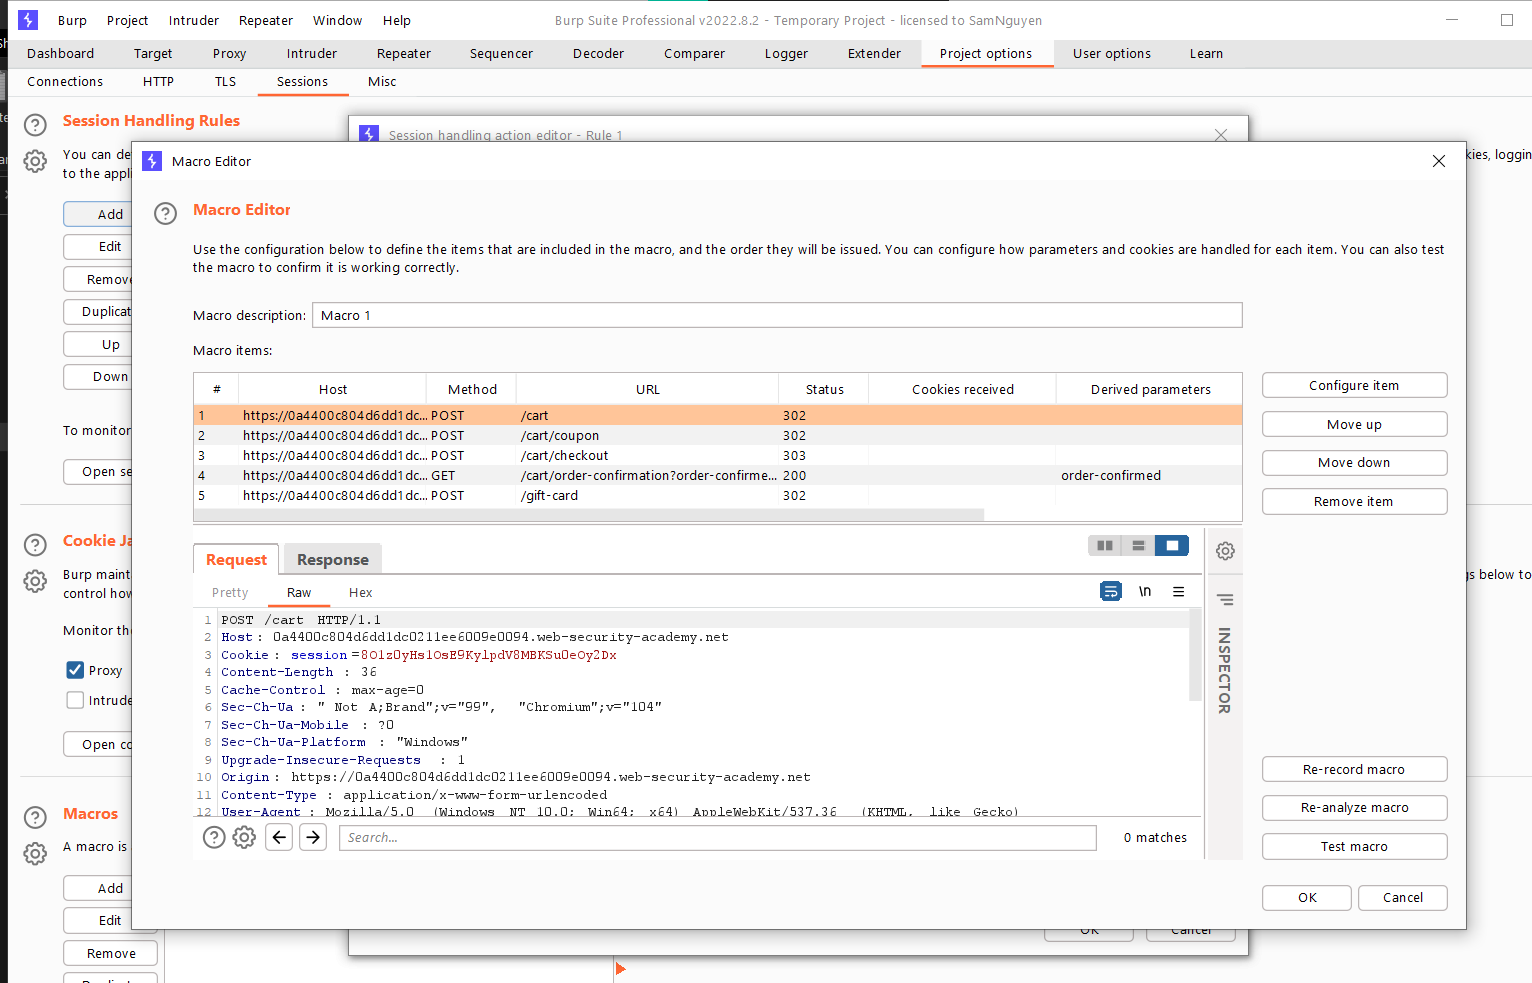 Burp Project Intruder Repeater Window Help Burp Suite Professional v2022.8.2 - Temporary Project - licensed to SamNguyen
Dashboard Target Proxy Intruder Repeater Sequencer Decoder Comparer Logger Extender Project options User options Learn
Connections HTTP TLS Sessions Misc
Session Handling Rules
Session handling action editor - Rule 1
You can de
kies, loggin
to the appli
Add
Edit
Remove
Duplicat
Up
Down
To monitor
Open se
Cookie Ja
Burp maint
gs below to
control how
Monitor the
Proxy
Intrude
Open co
Macros
A macro is
Add
Edit
Remove
Macro Editor
Macro Editor
Use the configuration below to define the items that are included in the macro, and the order they will be issued. You can configure how parameters and cookies are handled for each item. You can also test
the macro to confirm it is working correctly.
Macro description: Macro 1
Macro items:
# Host Method URL Status Cookies received Derived parameters
1 https://0a4400c804d6dd1dc... POST /cart 302
2 https://0a4400c804d6dd1dc... POST /cart/coupon 302
3 https://0a4400c804d6dd1dc... POST /cart/checkout 303
4 https://0a4400c804d6dd1dc... GET /cart/order-confirmation?order-confirme... 200 order-confirmed
5 https://0a4400c804d6dd1dc... POST /gift-card 302
Configure item
Move up
Move down
Remove item
Request Response
Pretty Raw Hex
\n
1 POST /cart HTTP/1.1
2 Host: 0a4400c804d6dd1dc0211ee6009e0094.web-security-academy.net
3 Cookie: session=8O1z0yHs1OsE9KylpdV8MBKSu0eOy2Dx
4 Content-Length : 36
5 Cache-Control : max-age=0
6 Sec-Ch-Ua : " Not A;Brand";v="99", "Chromium";v="104"
7 Sec-Ch-Ua-Mobile : ?0
8 Sec-Ch-Ua-Platform : "Windows"
9 Upgrade-Insecure-Requests : 1
10 Origin : https://0a4400c804d6dd1dc0211ee6009e0094.web-security-academy.net
11 Content-Type : application/x-www-form-urlencoded
12 User-Agent : Mozilla/5.0 (Windows NT 10.0; Win64; x64) AppleWebKit/537.36 (KHTML, like Gecko)
INSPECTOR
Search...
0 matches
Re-record macro
Re-analyze macro
Test macro
OK Cancel
OK Cancel